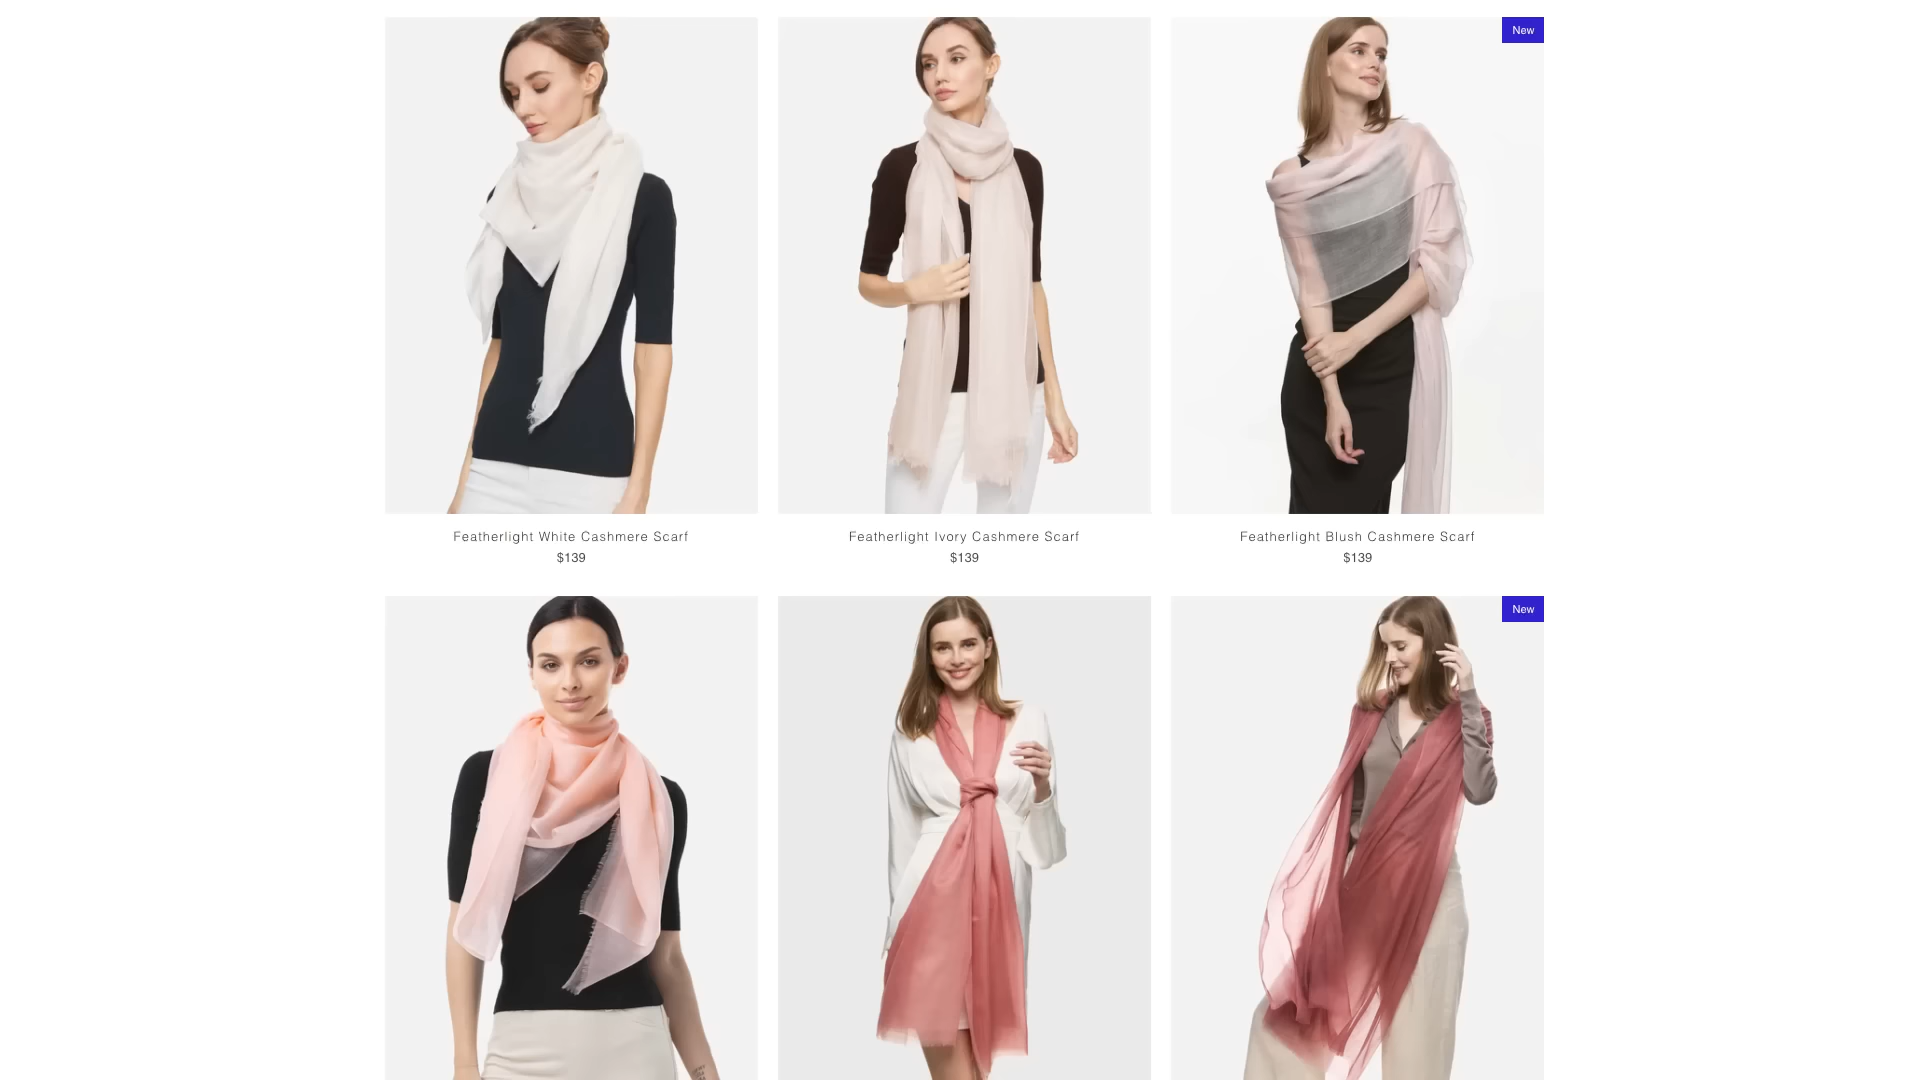 New
Featherlight White Cashmere Scarf
$139
Featherlight Ivory Cashmere Scarf
$139
Featherlight Blush Cashmere Scarf
$139
New